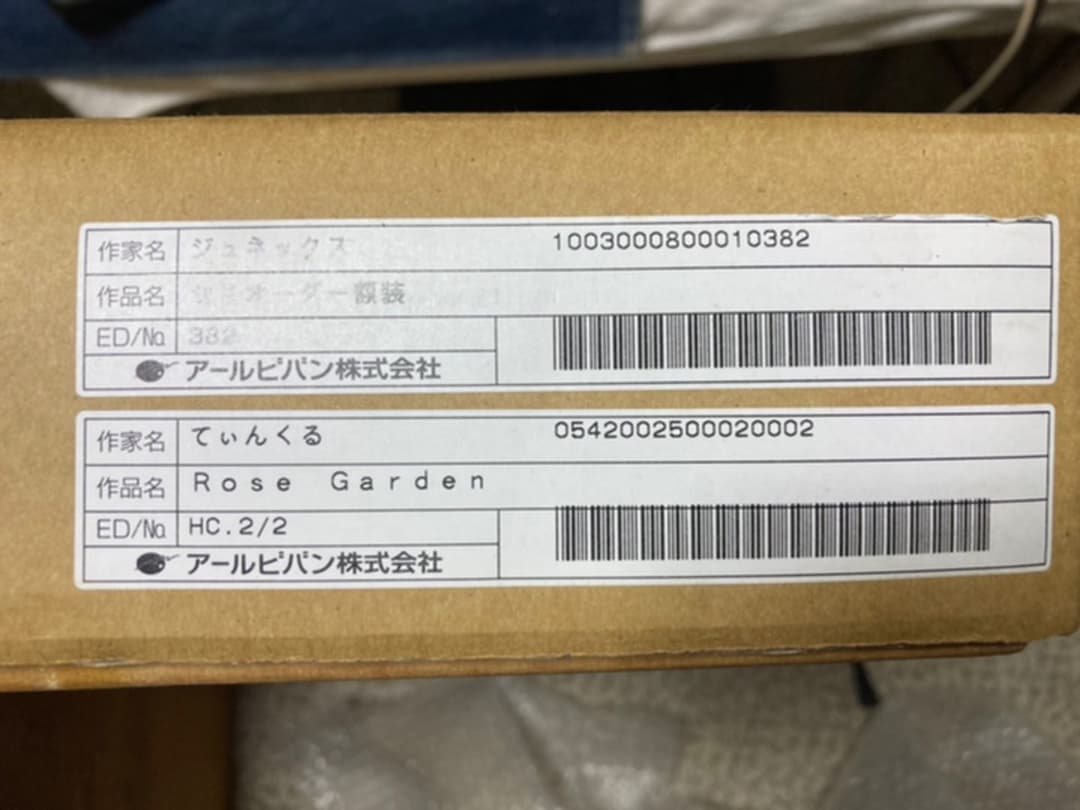 作家名 ジュネックス 1003000800010382
作品名 セミオーダー額装
ED/No. 382
アールビバン株式会社
作家名 てぃんくる 0542002500020002
作品名 Rose Garden
ED/No. HC.2/2
アールビバン株式会社